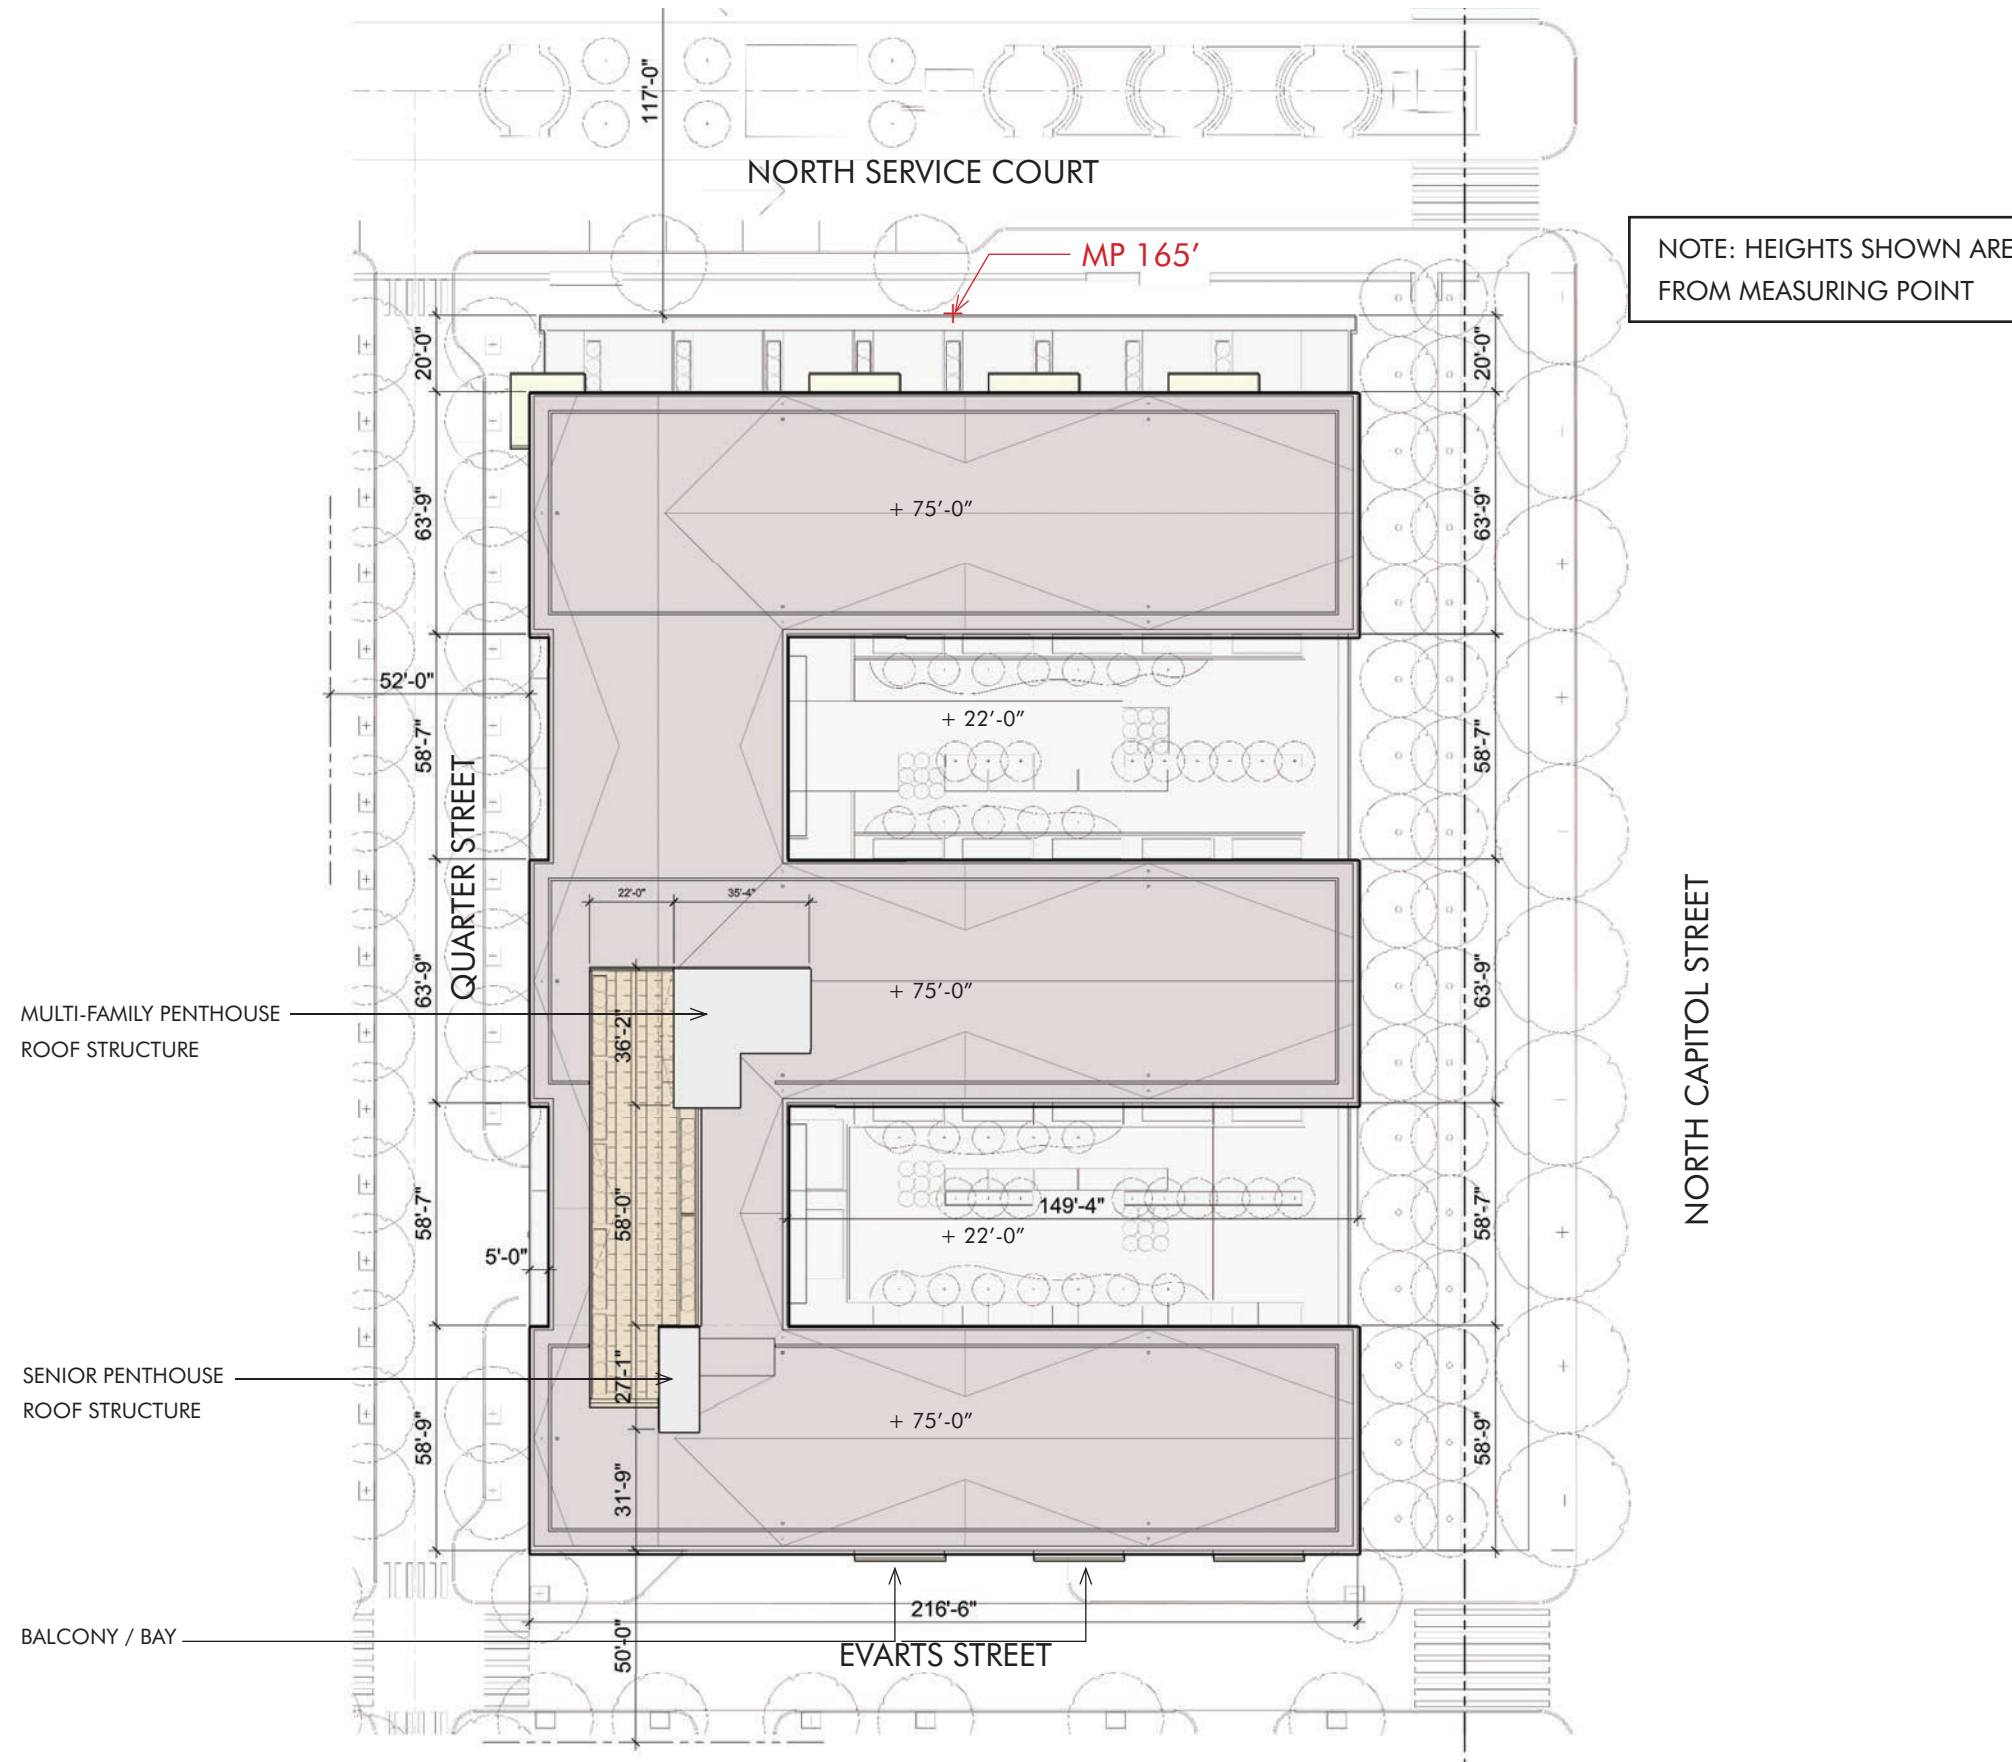 117'-0"
NORTH SERVICE COURT
MP 165'
NOTE: HEIGHTS SHOWN ARE
FROM MEASURING POINT
20'-0"
20'-0"
63'-9"
+ 75'-0"
63'-9"
52'-0"
58'-7"
+ 22'-0"
58'-7"
QUARTER STREET
22'-0"
35'-4"
63'-9"
36'-2"
+ 75'-0"
63'-9"
NORTH CAPITOL STREET
MULTI-FAMILY PENTHOUSE
ROOF STRUCTURE
58'-7"
58'-0"
149'-4"
58'-7"
5'-0"
+ 22'-0"
SENIOR PENTHOUSE
ROOF STRUCTURE
27'-1"
58'-9"
+ 75'-0"
58'-9"
31'-9"
216'-6"
BALCONY / BAY
50'-0"
EVARTS STREET